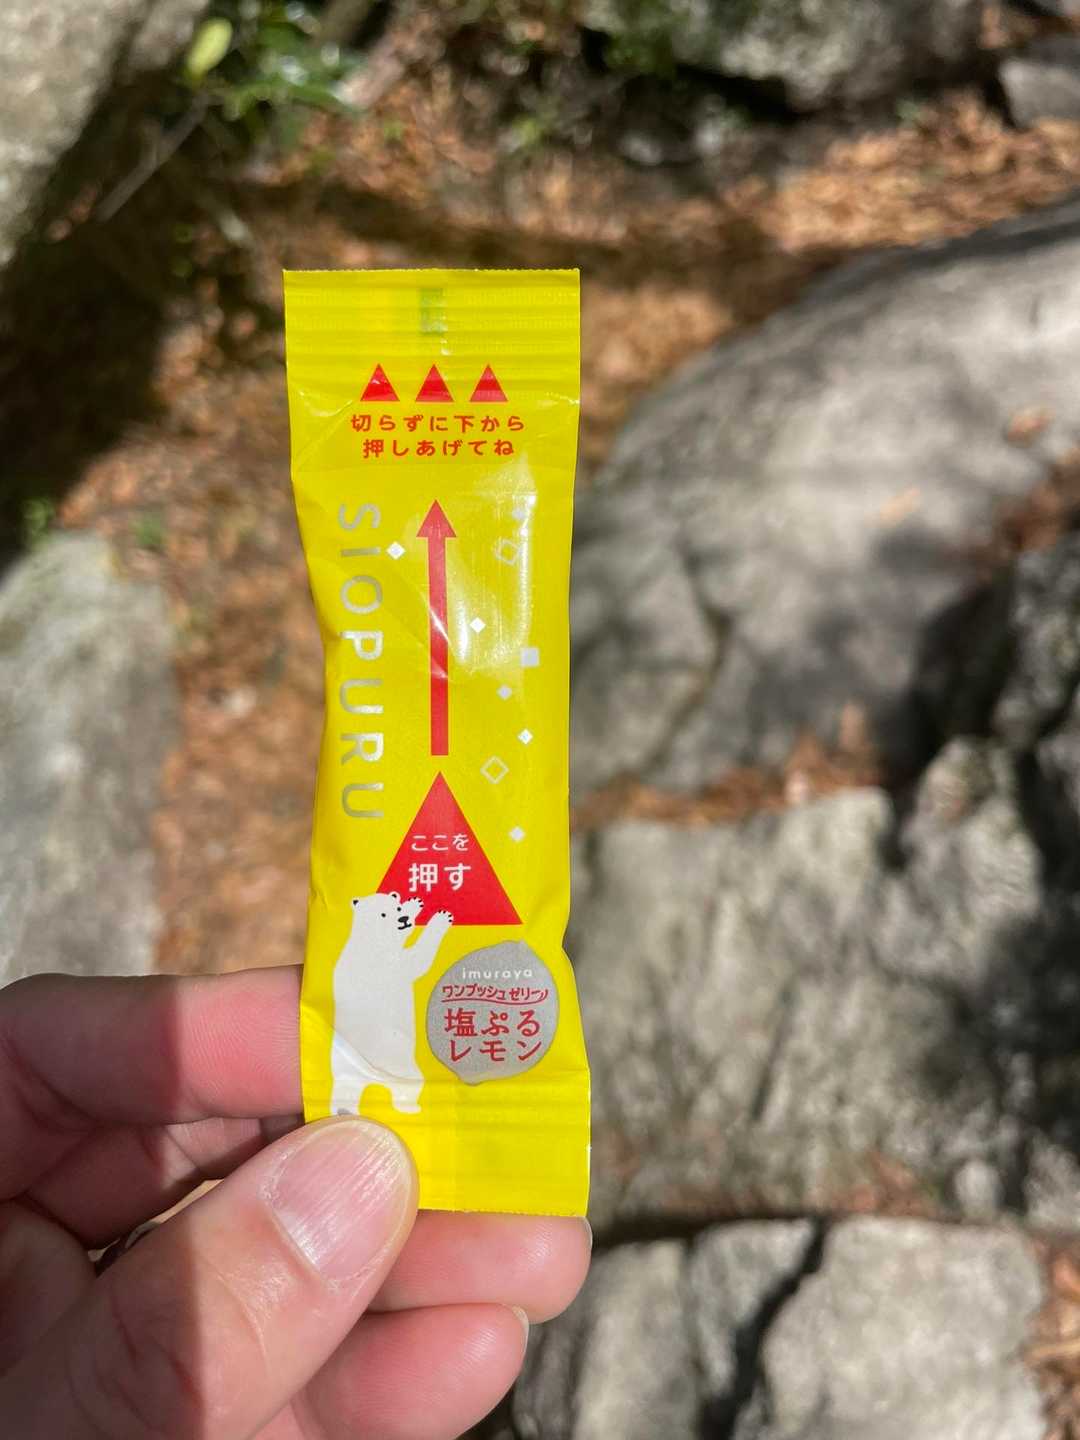 切らずに下から
押しあげてね
SIOPURU
ここを
押す
imuraya
ワンプッシュゼリー
塩ぷる
レモン